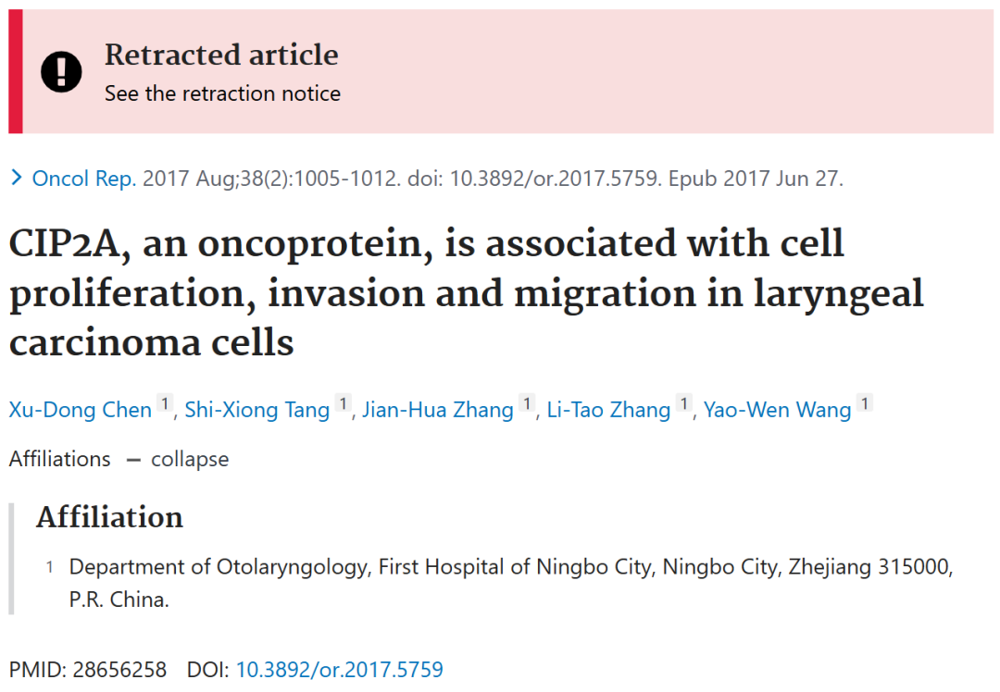 Retracted article
See the retraction notice
Oncol Rep. 2017 Aug;38(2):1005-1012. doi: 10.3892/or.2017.5759. Epub 2017 Jun 27.
CIP2A, an oncoprotein, is associated with cell
proliferation, invasion and migration in laryngeal
carcinoma cells
Xu-Dong Chen 1, Shi-Xiong Tang 1, Jian-Hua Zhang 1, Li-Tao Zhang 1, Yao-Wen Wang 1
Affiliations − collapse
Affiliation
1 Department of Otolaryngology, First Hospital of Ningbo City, Ningbo City, Zhejiang 315000,
P.R. China.
PMID: 28656258 DOI: 10.3892/or.2017.5759